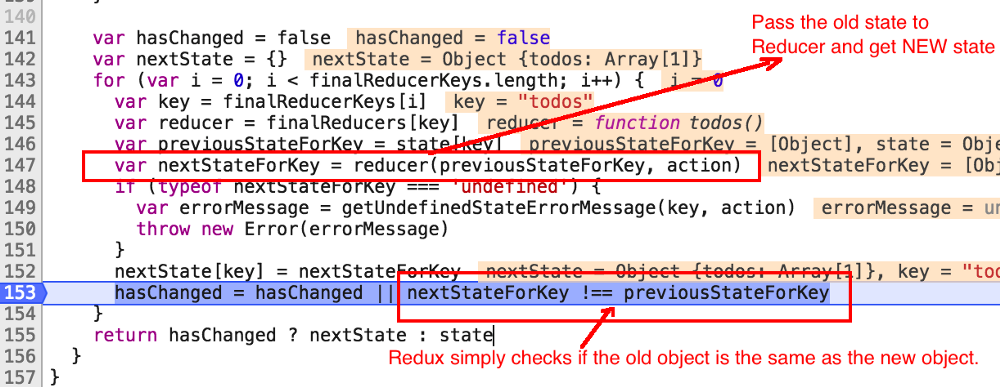 140
141 var hasChanged = false hasChanged = false
142 var nextState = {} nextState = Object {todos: Array[1]}
143 for (var i = 0; i < finalReducerKeys.length; i++) { i = 0
144 var key = finalReducerKeys[i] key = "todos"
145 var reducer = finalReducers[key] reducer = function todos()
146 var previousStateForKey = state[key] previousStateForKey = [Object], state = Obje
147 var nextStateForKey = reducer(previousStateForKey, action) nextStateForKey = [Obj
148 if (typeof nextStateForKey === 'undefined') {
149 var errorMessage = getUndefinedStateErrorMessage(key, action) errorMessage = un
150 throw new Error(errorMessage)
151 }
152 nextState[key] = nextStateForKey nextState = Object {todos: Array[1]}, key = "tod
153 hasChanged = hasChanged || nextStateForKey !== previousStateForKey
154 }
155 return hasChanged ? nextState : state
156 }
157 }
Pass the old state to
Reducer and get NEW state
Redux simply checks if the old object is the same as the new object.